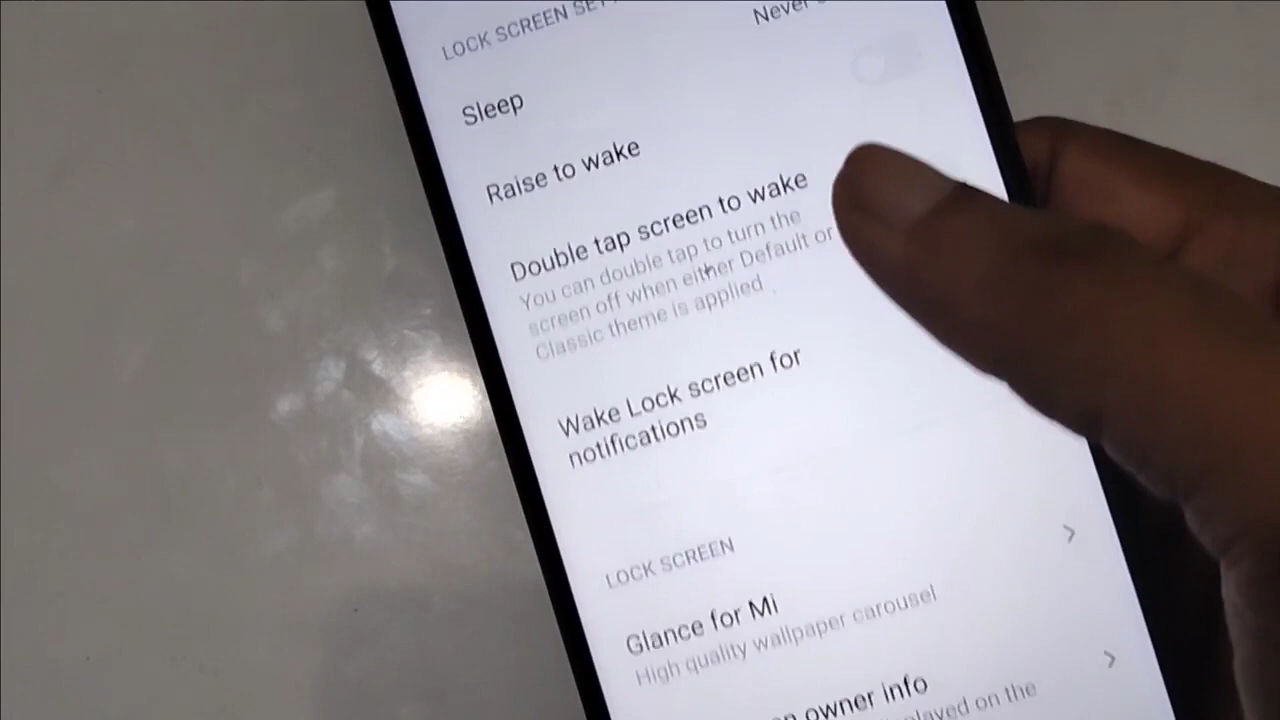 LOCK SCREEN
Never
Sleep
Raise to wake
Double tap screen to wake
You can double tap to turn the
screen off when either Default or
Classic theme is applied
Wake Lock screen for
notifications
LOCK SCREEN
Glance for Mi
High quality wallpaper carousel
owner info
on the